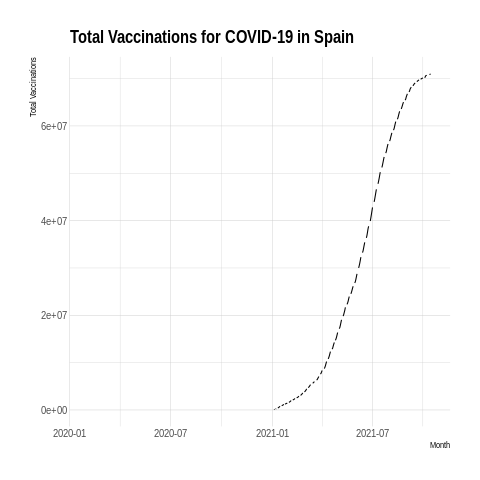 Total Vaccinations for COVID-19 in Spain
Total Vaccinations
6e+07
4e+07
2e+07
0e+00
2020-01 2020-07 2021-01 2021-07
Month